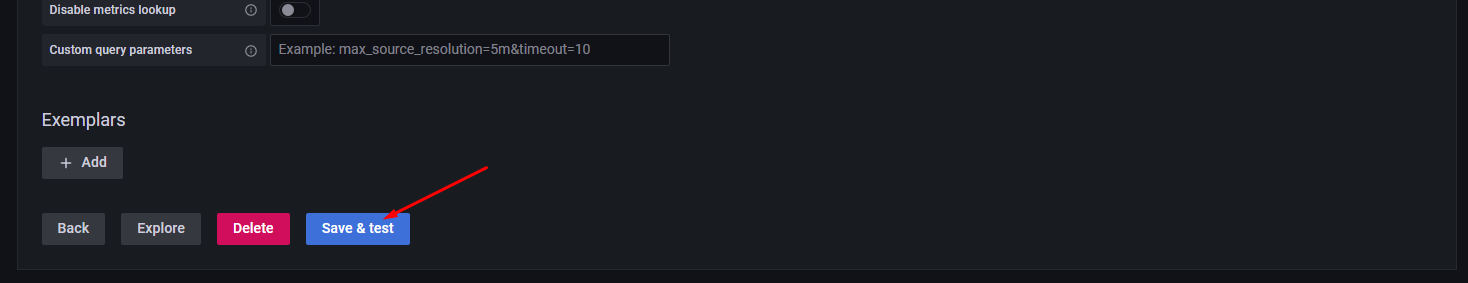 Disable metrics lookup
Custom query parameters
Example: max_source_resolution=5m&timeout=10
Exemplars
+ Add
Back
Explore
Delete
Save & test